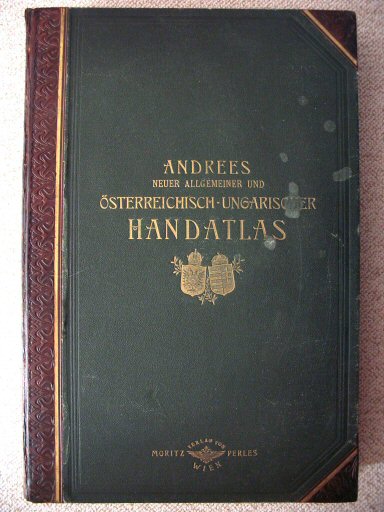 ANDREES
NEUER ALLGEMEINER UND
ÖSTERREICHISCH-UNGARISCHER
HANDATLAS
VERLAG VON
MORITZ PERLES
WIEN